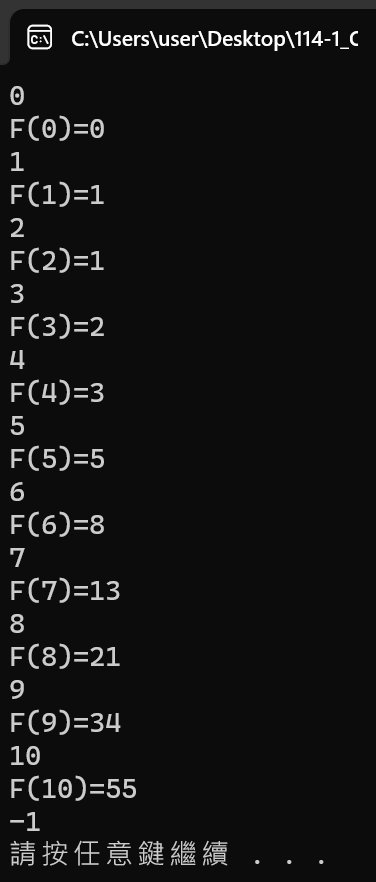 C:\Users\user\Desktop\114-1_C
0
F(0)=0
1
F(1)=1
2
F(2)=1
3
F(3)=2
4
F(4)=3
5
F(5)=5
6
F(6)=8
7
F(7)=13
8
F(8)=21
9
F(9)=34
10
F(10)=55
-1
請按任意鍵繼續 . . .